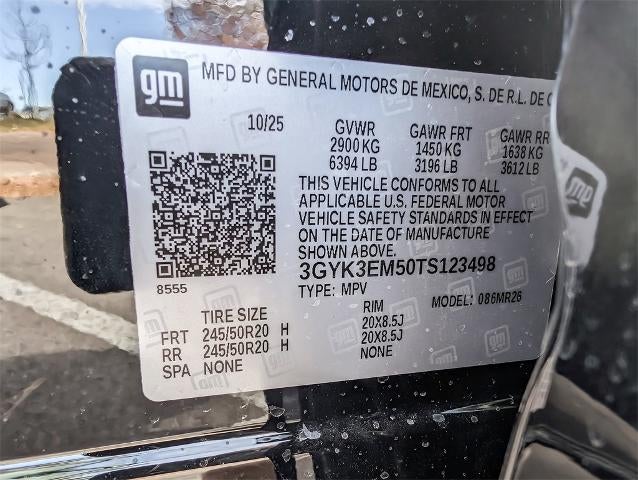 gm MFD BY GENERAL MOTORS DE MEXICO, S. DE R.L. DE C
10/25 GVWR GAWR FRT GAWR RR
2900 KG 1450 KG 1638 KG
6394 LB 3196 LB 3612 LB
THIS VEHICLE CONFORMS TO ALL
APPLICABLE U.S. FEDERAL MOTOR
VEHICLE SAFETY STANDARDS IN EFFECT
ON THE DATE OF MANUFACTURE
SHOWN ABOVE.
3GYK3EM50TS123498
8555 TYPE: MPV MODEL: 086MR26
TIRE SIZE RIM
FRT 245/50R20 H 20X8.5J
RR 245/50R20 H 20X8.5J
SPA NONE NONE
gm